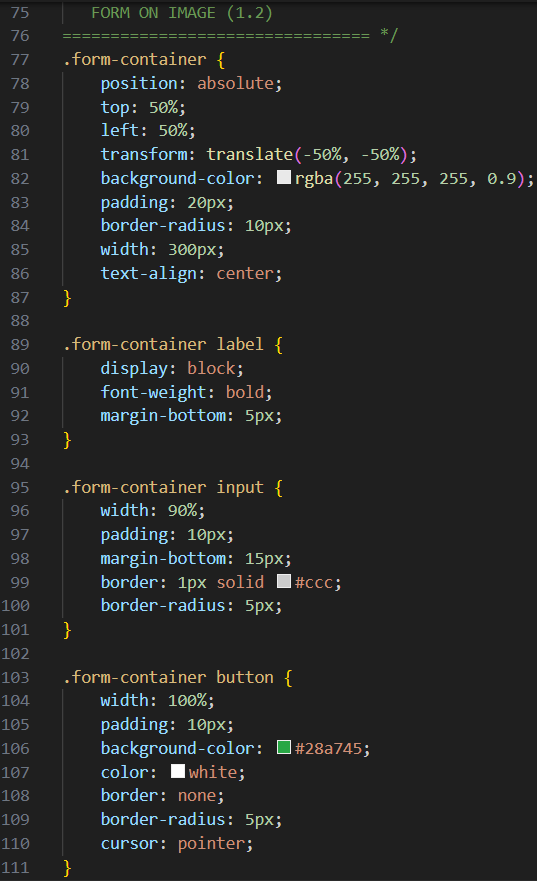 75 FORM ON IMAGE (1.2)
76 ================================ */
77 .form-container {
78 position: absolute;
79 top: 50%;
80 left: 50%;
81 transform: translate(-50%, -50%);
82 background-color: rgba(255, 255, 255, 0.9);
83 padding: 20px;
84 border-radius: 10px;
85 width: 300px;
86 text-align: center;
87 }
88
89 .form-container label {
90 display: block;
91 font-weight: bold;
92 margin-bottom: 5px;
93 }
94
95 .form-container input {
96 width: 90%;
97 padding: 10px;
98 margin-bottom: 15px;
99 border: 1px solid #ccc;
100 border-radius: 5px;
101 }
102
103 .form-container button {
104 width: 100%;
105 padding: 10px;
106 background-color: #28a745;
107 color: white;
108 border: none;
109 border-radius: 5px;
110 cursor: pointer;
111 }